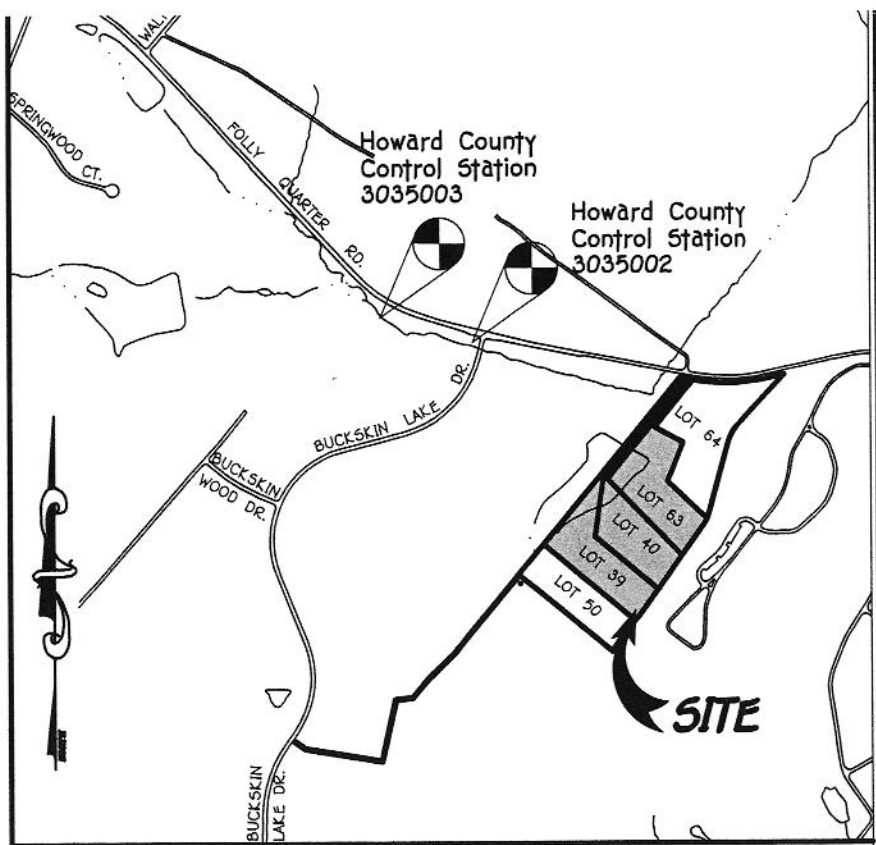 WAL
SPRINGWOOD CT.
FOLLY QUARTER RD.
Howard County
Control Station
3035003
Howard County
Control Station
3035002
BUCKSKIN LAKE DR.
BUCKSKIN
WOOD DR.
LOT 64
LOT 63
LOT 40
LOT 39
LOT 50
SITE
BUCKSKIN
LAKE DR.